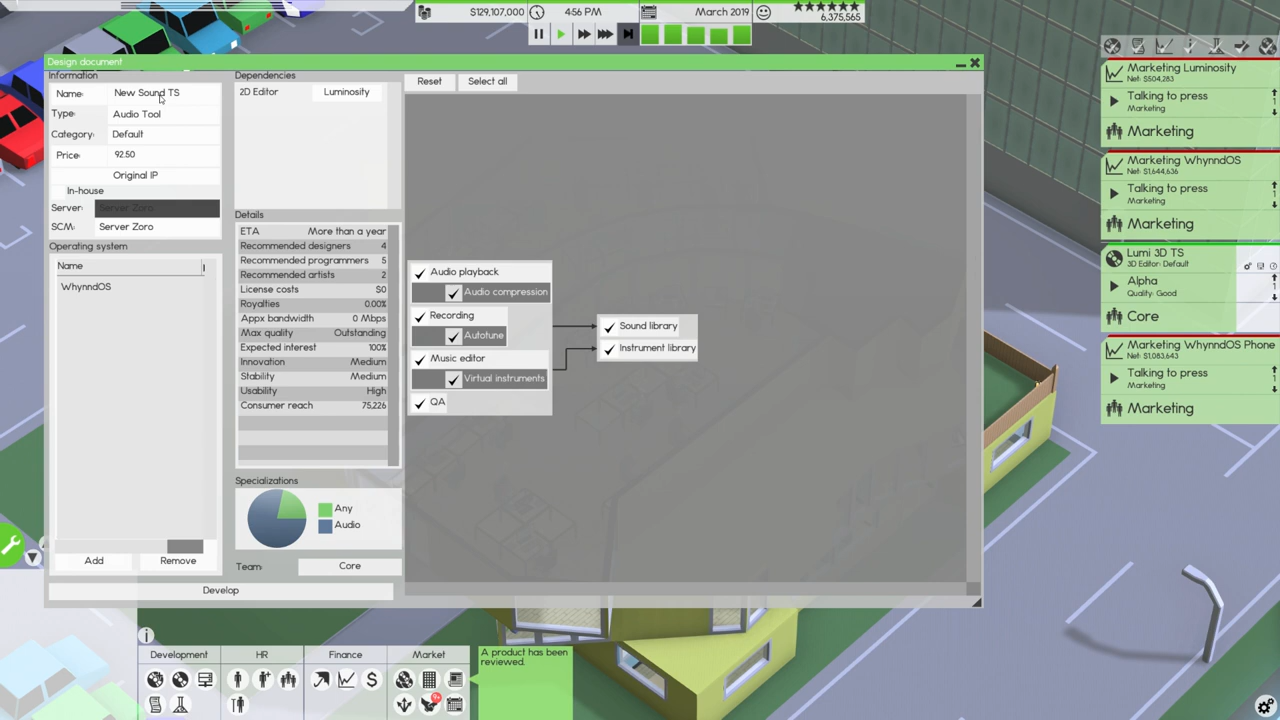 $129,107,000
4:56 PM
March 2019
6,375,565
Design document
Information
Name: New Sound TS
Type: Audio Tool
Category: Default
Price: 92.50
Original IP
In-house
Server: Server Zoro
SCM: Server Zoro
Operating system
Name
WhynndOS
Add
Remove
Develop
Dependencies
2D Editor Luminosity
Details
ETA More than a year
Recommended designers 4
Recommended programmers 5
Recommended artists 2
License costs $0
Royalties 0.00%
Appx bandwidth 0 Mbps
Max quality Outstanding
Expected interest 100%
Innovation Medium
Stability Medium
Usability High
Consumer reach 75,226
Specializations
Any
Audio
Team: Core
Reset
Select all
Audio playback
Audio compression
Recording
Autotune
Music editor
Virtual instruments
QA
Sound library
Instrument library
Marketing Luminosity
Net: $504,283
Talking to press
Marketing
1
Marketing
Marketing WhynndOS
Net: $1,644,636
Talking to press
Marketing
1
Marketing
Lumi 3D TS
3D Editor: Default
Alpha
Quality: Good
1
Core
Marketing WhynndOS Phone
Net: $1,083,643
Talking to press
Marketing
1
Marketing
Development
HR
Finance
Market
9+
A product has been
reviewed.